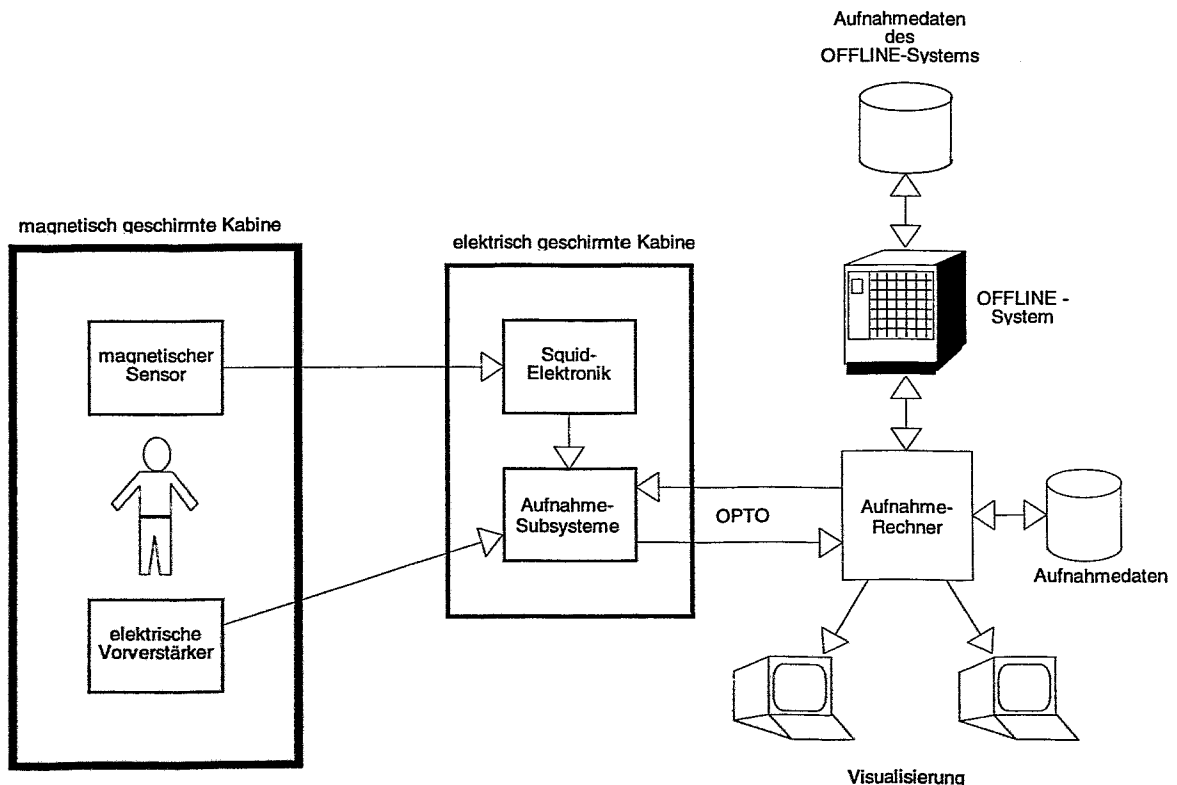 Aufnahmedaten
des
OFFLINE-Systems
magnetisch geschirmte Kabine
elektrisch geschirmte Kabine
OFFLINE -
System
magnetischer
Sensor
Squid-
Elektronik
Aufnahme-
Subsysteme
OPTO
Aufnahme-
Rechner
Aufnahmedaten
elektrische
Vorverstärker
Visualisierung